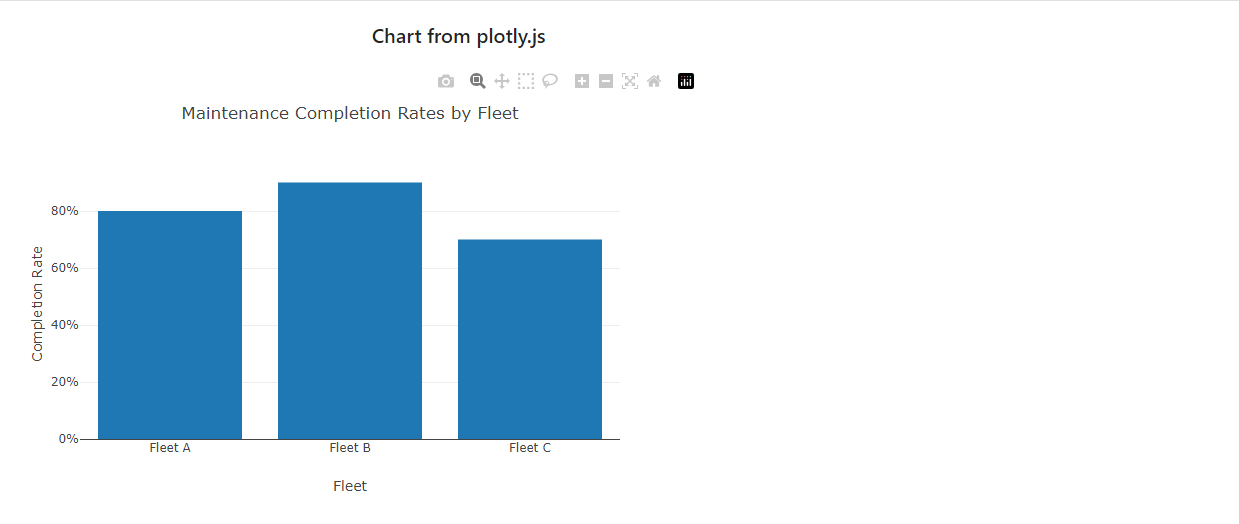 Chart from plotly.js
Maintenance Completion Rates by Fleet
80%
60%
40%
20%
0%
Completion Rate
Fleet A
Fleet B
Fleet C
Fleet